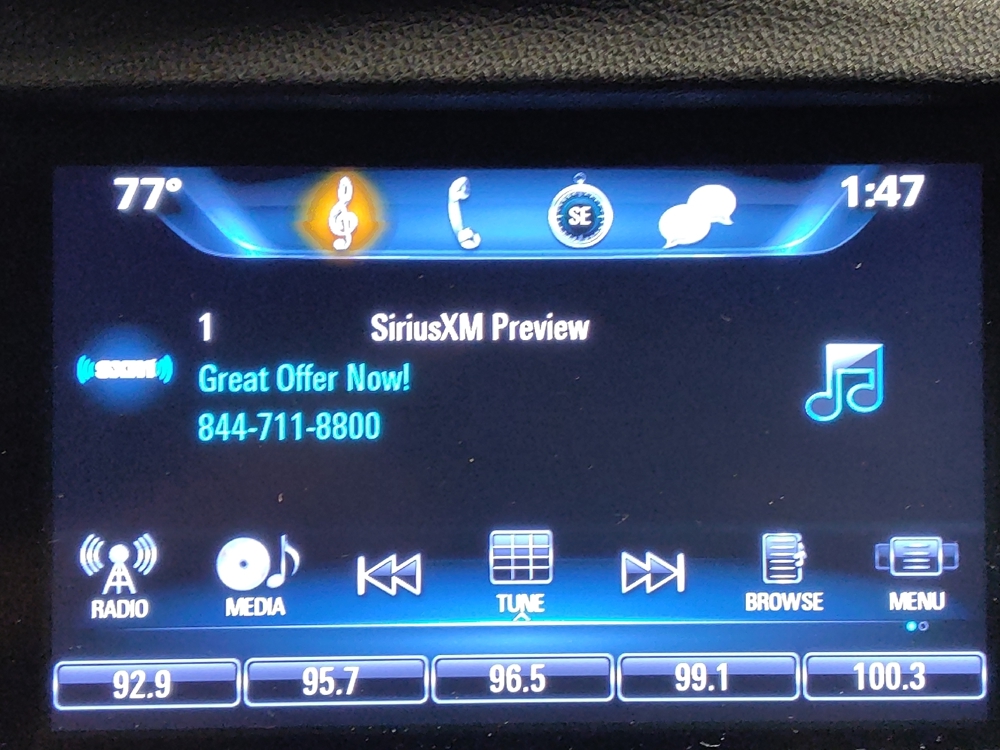 77°
SE
1:47
1
SiriusXM Preview
sxm
Great Offer Now!
844-711-8800
RADIO
MEDIA
TUNE
BROWSE
MENU
92.9
95.7
96.5
99.1
100.3